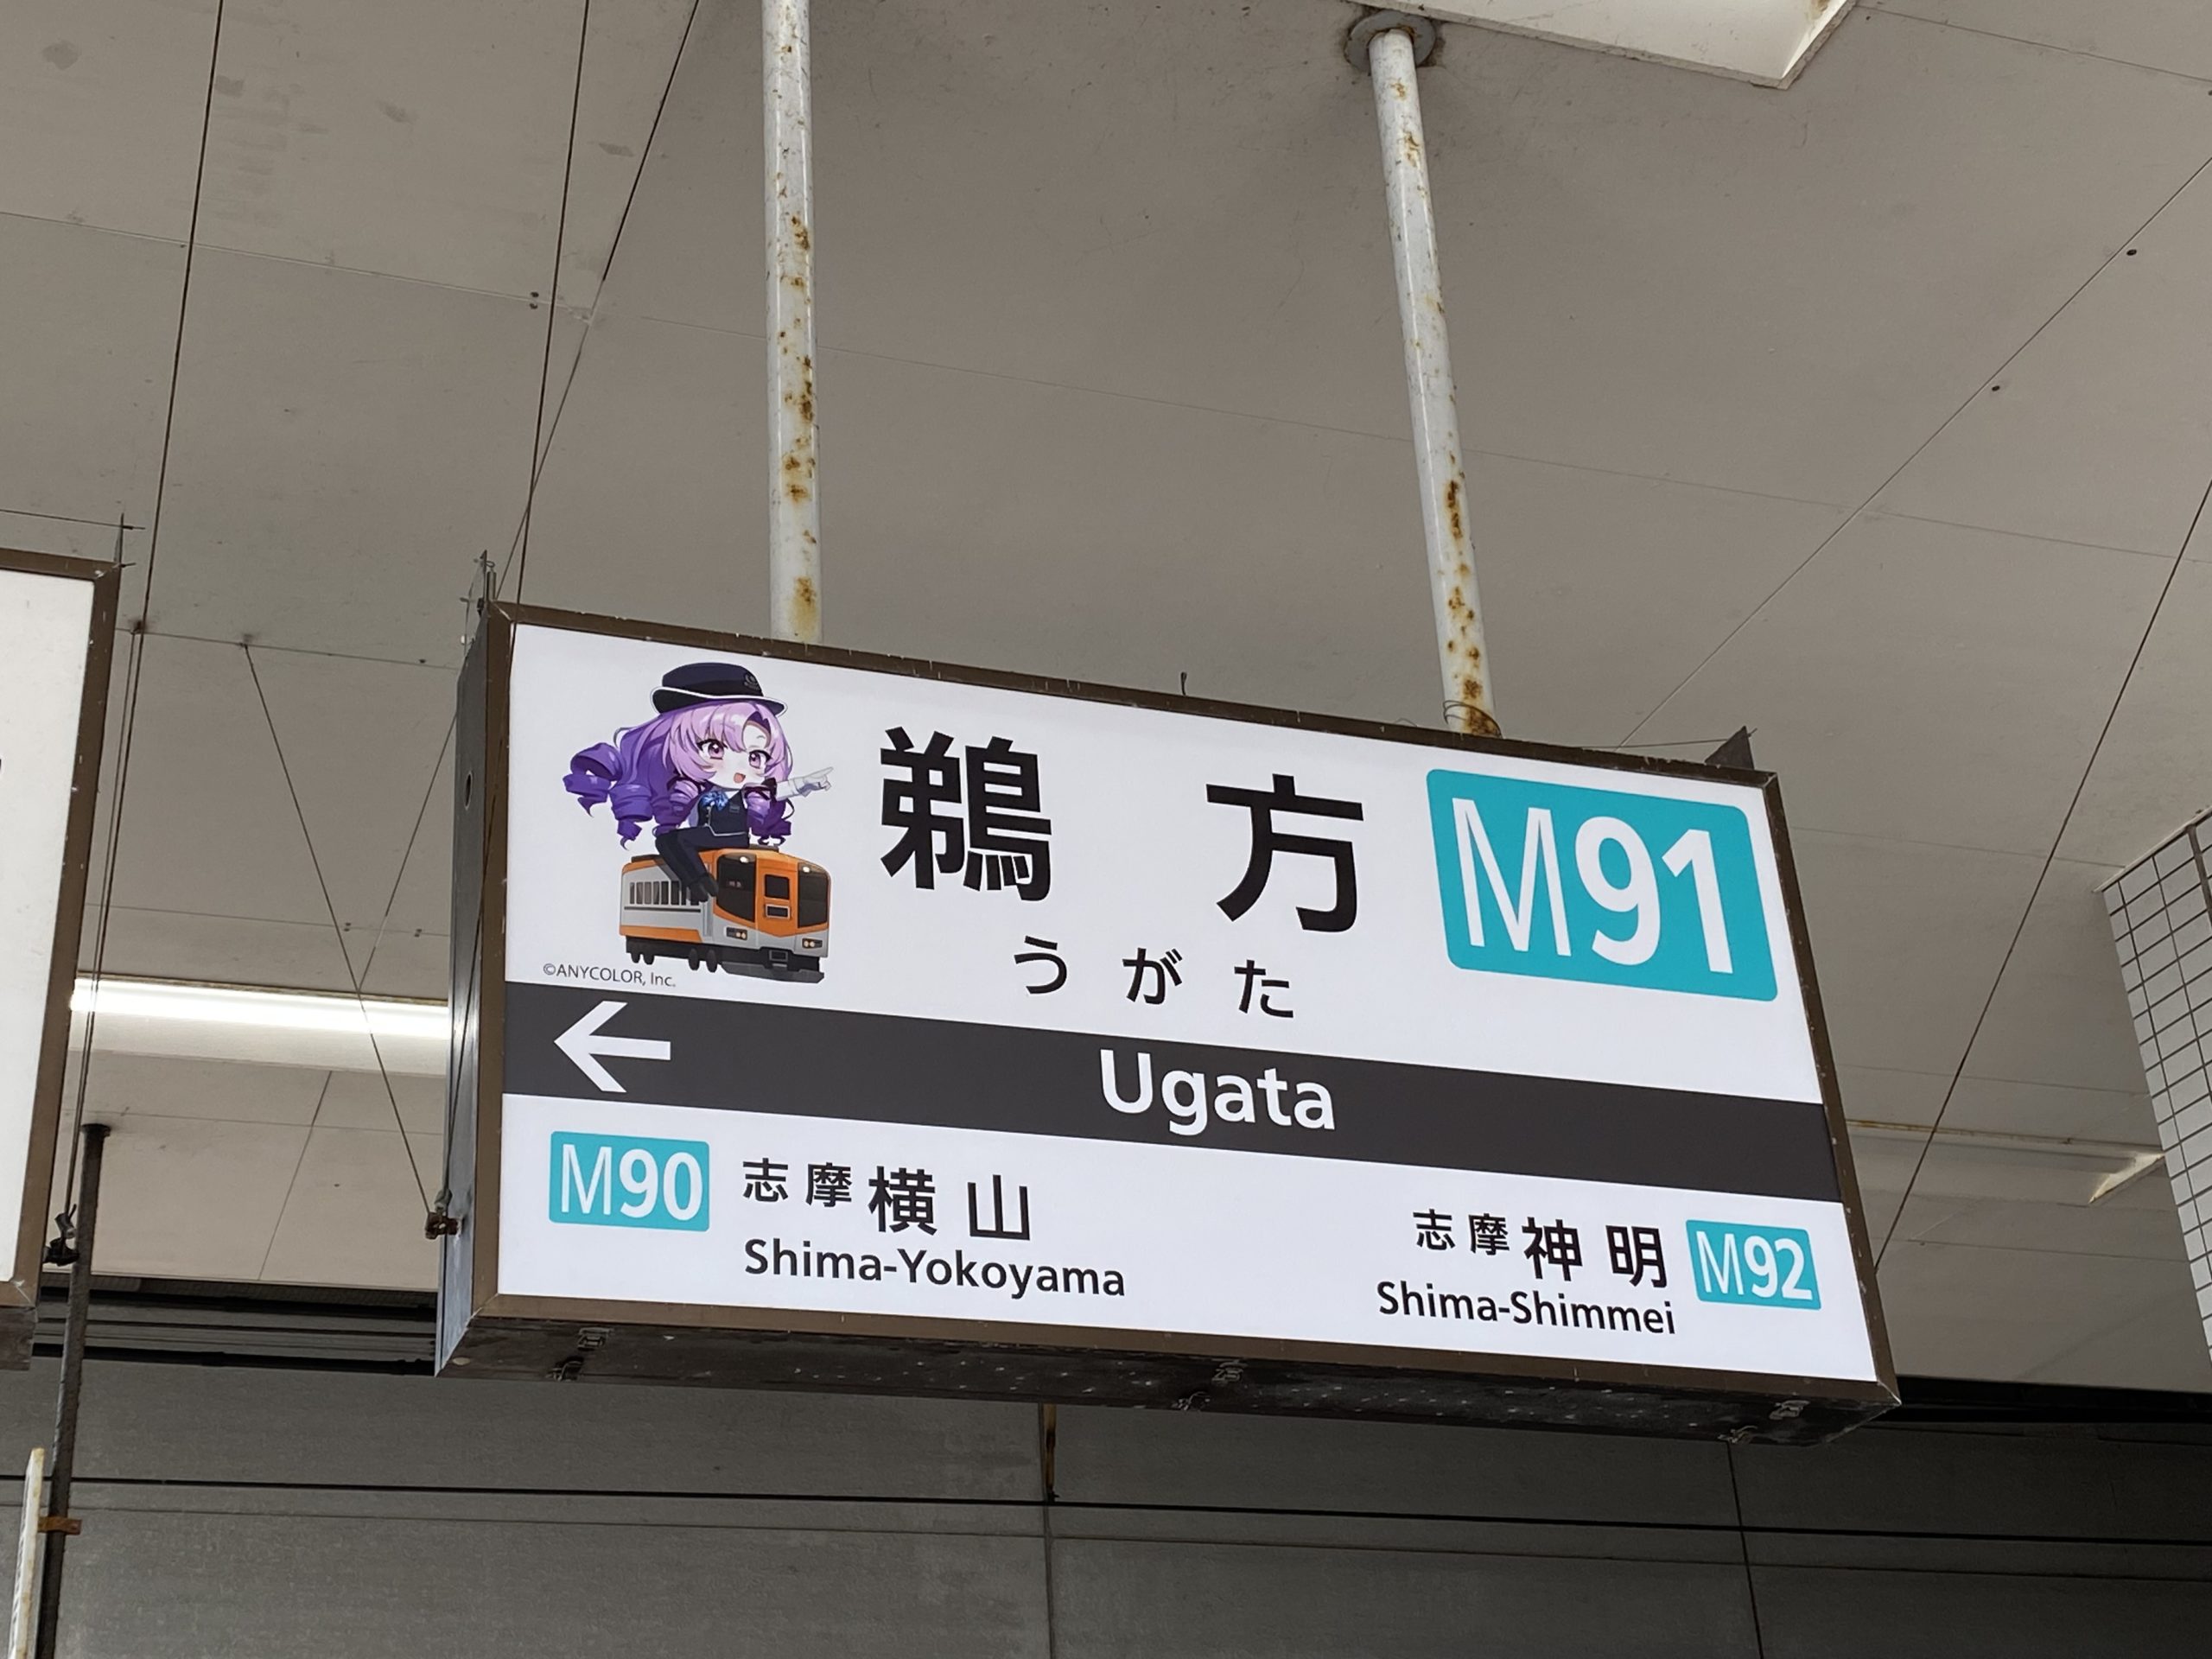 鵜方
M91
うがた
©ANYCOLOR, Inc.
←
Ugata
M90 志摩横山
Shima-Yokoyama
志摩神明 M92
Shima-Shimmei